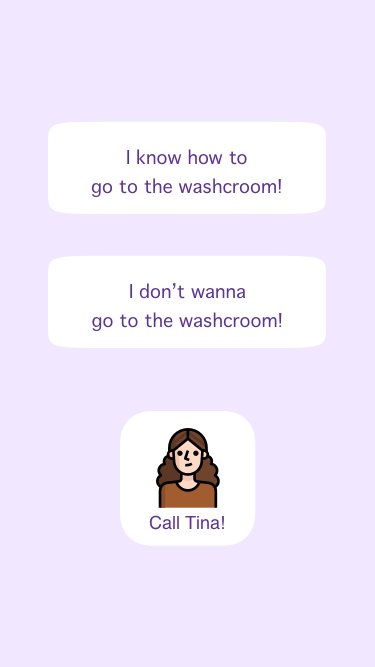 I know how to
go to the washcroom!
I don't wanna
go to the washcroom!
Call Tina!